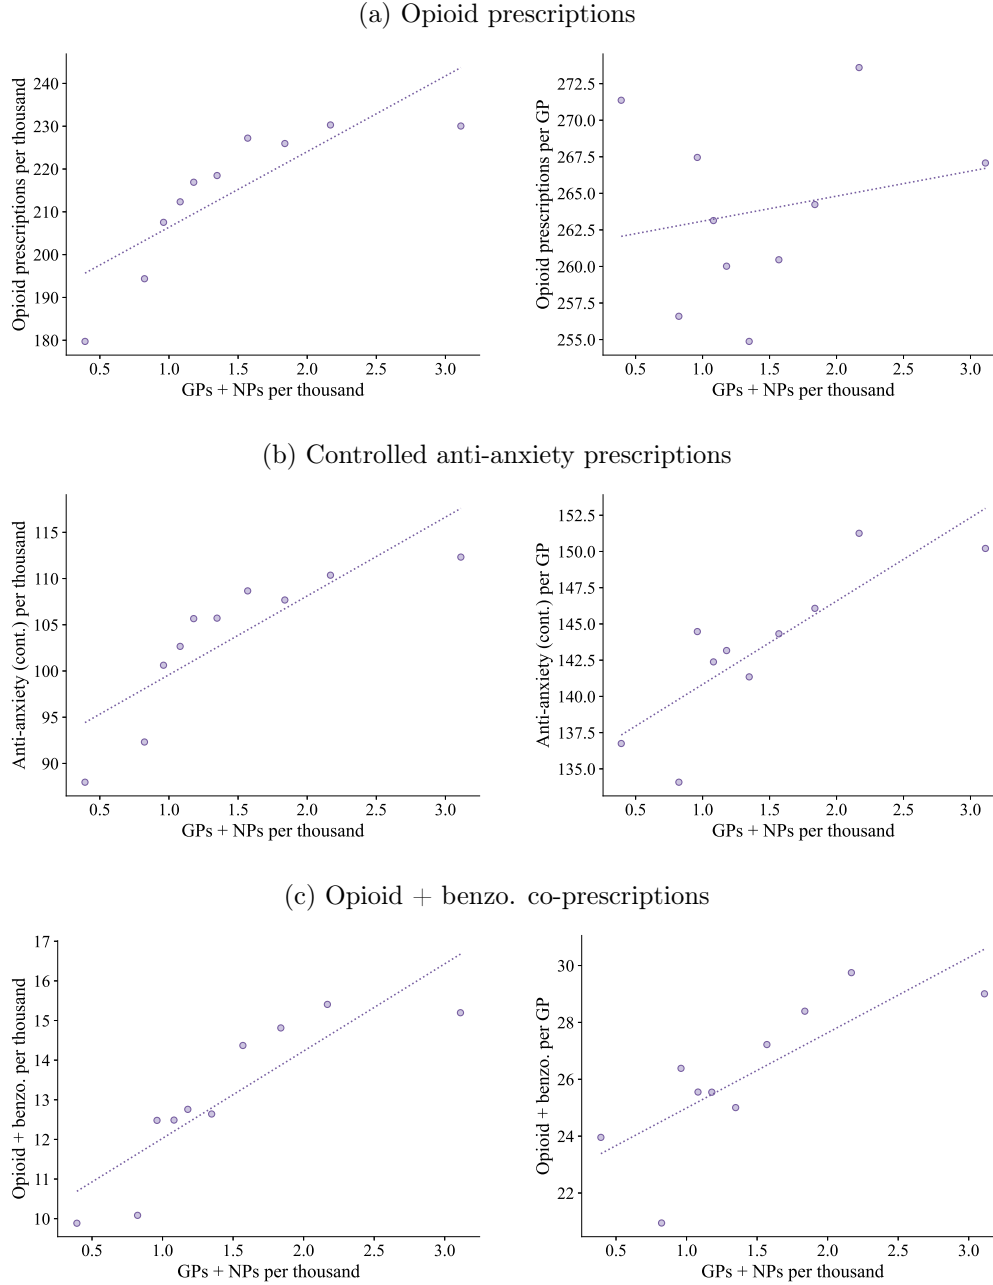 (a) Opioid prescriptions
Opioid prescriptions per thousand
240
230
220
210
200
190
180
0.5 1.0 1.5 2.0 2.5 3.0
GPs + NPs per thousand
Opioid prescriptions per GP
272.5
270.0
267.5
265.0
262.5
260.0
257.5
255.0
0.5 1.0 1.5 2.0 2.5 3.0
GPs + NPs per thousand
(b) Controlled anti-anxiety prescriptions
Anti-anxiety (cont.) per thousand
115
110
105
100
95
90
0.5 1.0 1.5 2.0 2.5 3.0
GPs + NPs per thousand
Anti-anxiety (cont.) per GP
152.5
150.0
147.5
145.0
142.5
140.0
137.5
135.0
0.5 1.0 1.5 2.0 2.5 3.0
GPs + NPs per thousand
(c) Opioid + benzo. co-prescriptions
Opioid + benzo. per thousand
17
16
15
14
13
12
11
10
0.5 1.0 1.5 2.0 2.5 3.0
GPs + NPs per thousand
Opioid + benzo. per GP
30
28
26
24
22
0.5 1.0 1.5 2.0 2.5 3.0
GPs + NPs per thousand